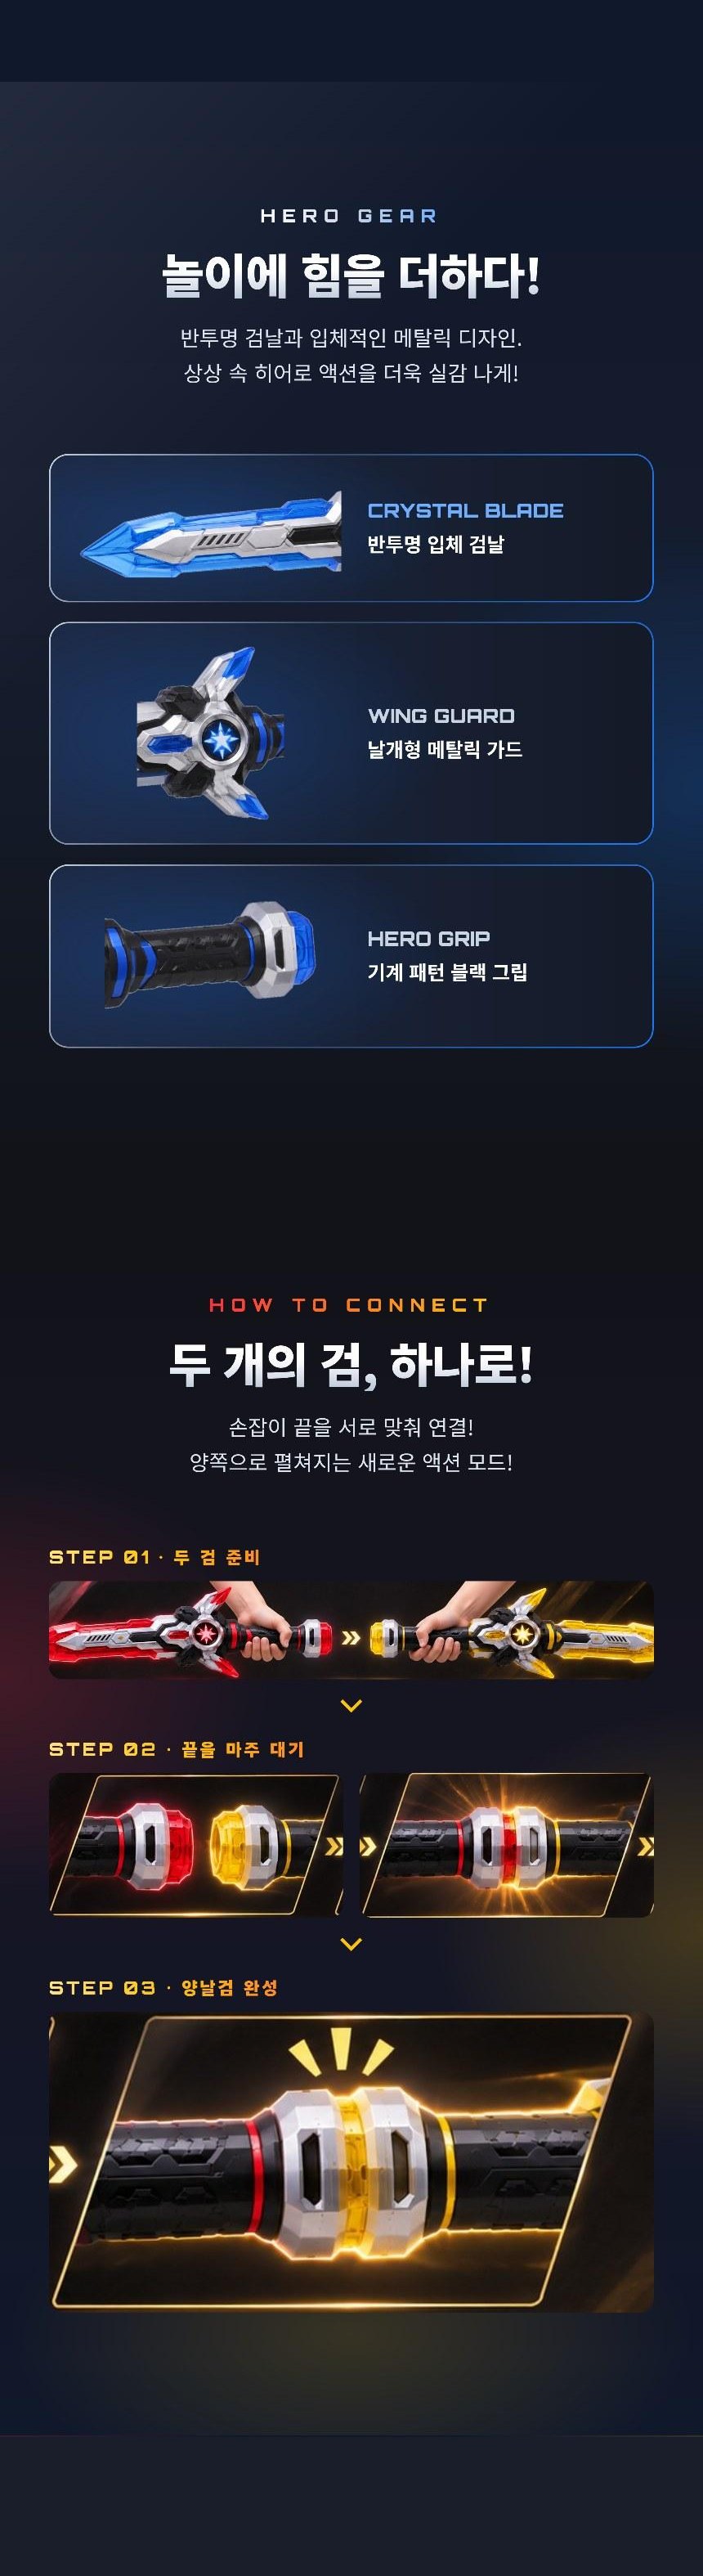 HERO GEAR
놀이에 힘을 더하다!
반투명 검날과 입체적인 메탈릭 디자인.
상상 속 히어로 액션을 더욱 실감 나게!
CRYSTAL BLADE
반투명 입체 검날
WING GUARD
날개형 메탈릭 가드
HERO GRIP
기계 패턴 블랙 그립
HOW TO CONNECT
두 개의 검, 하나로!
손잡이 끝을 서로 맞춰 연결!
양쪽으로 펼쳐지는 새로운 액션 모드!
STEP 01 · 두 검 준비
STEP 02 · 끝을 마주 대기
STEP 03 · 양날검 완성